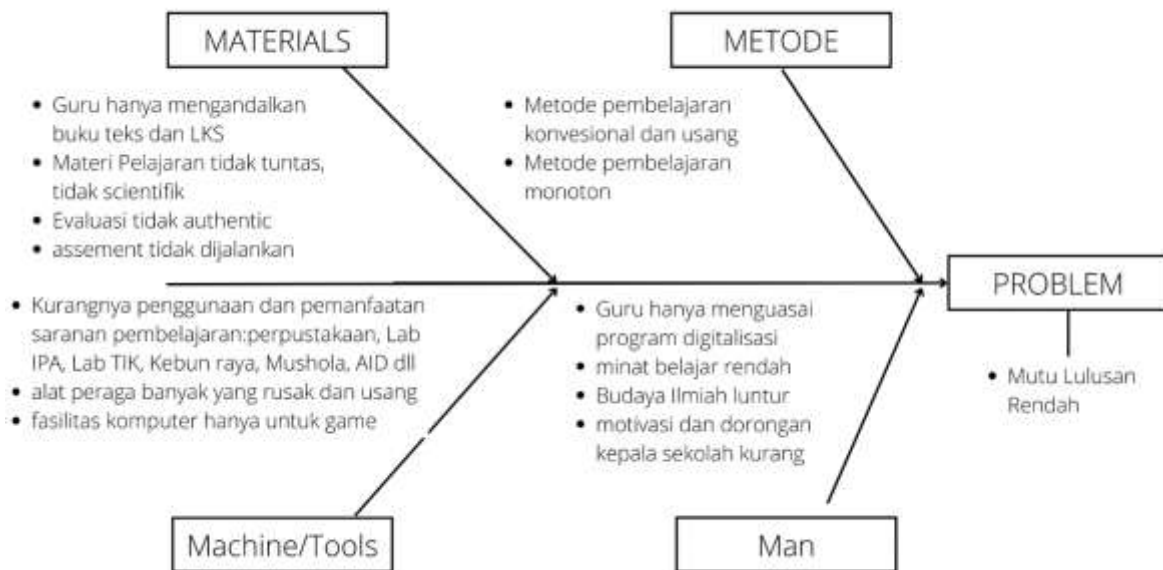 MATERIALS
Guru hanya mengandalkan
buku teks dan LKS
Materi Pelajaran tidak tuntas,
tidak scientifik
Evaluasi tidak authentic
assement tidak dijalankan
METODE
Metode pembelajaran
konvesional dan usang
Metode pembelajaran
monoton
Kurangnya penggunaan dan pemanfaatan
saranan pembelajaran:perpustakaan, Lab
IPA, Lab TIK, Kebun raya, Mushola, AID dll
alat peraga banyak yang rusak dan usang
fasilitas komputer hanya untuk game
Machine/Tools
Guru hanya menguasai
program digitalisasi
minat belajar rendah
Budaya Ilmiah luntur
motivasi dan dorongan
kepala sekolah kurang
Man
PROBLEM
Mutu Lulusan
Rendah